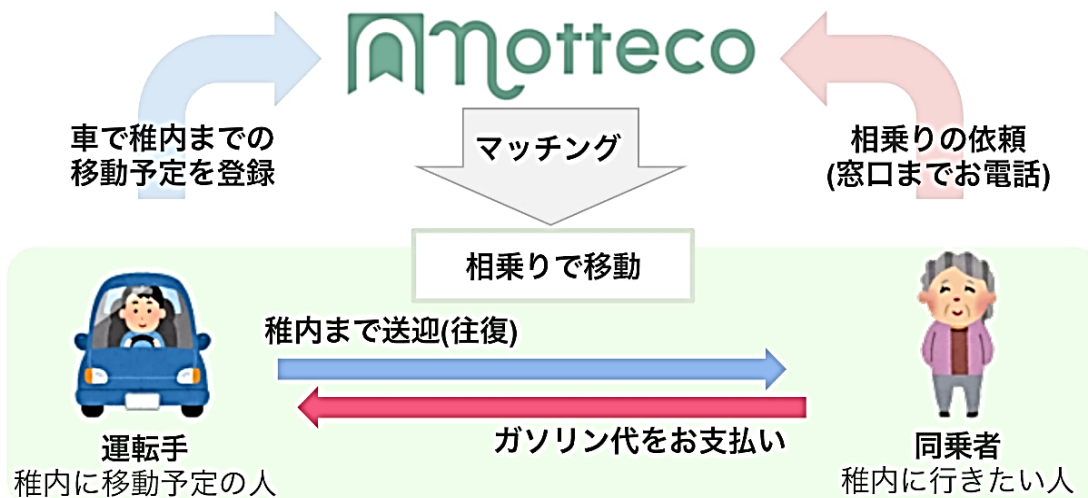 notteco
車で稚内までの
移動予定を登録
マッチング
相乗りの依頼
(窓口までお電話)
相乗りで移動
稚内まで送迎(往復)
ガソリン代をお支払い
運転手
稚内に移動予定の人
同乗者
稚内に行きたい人